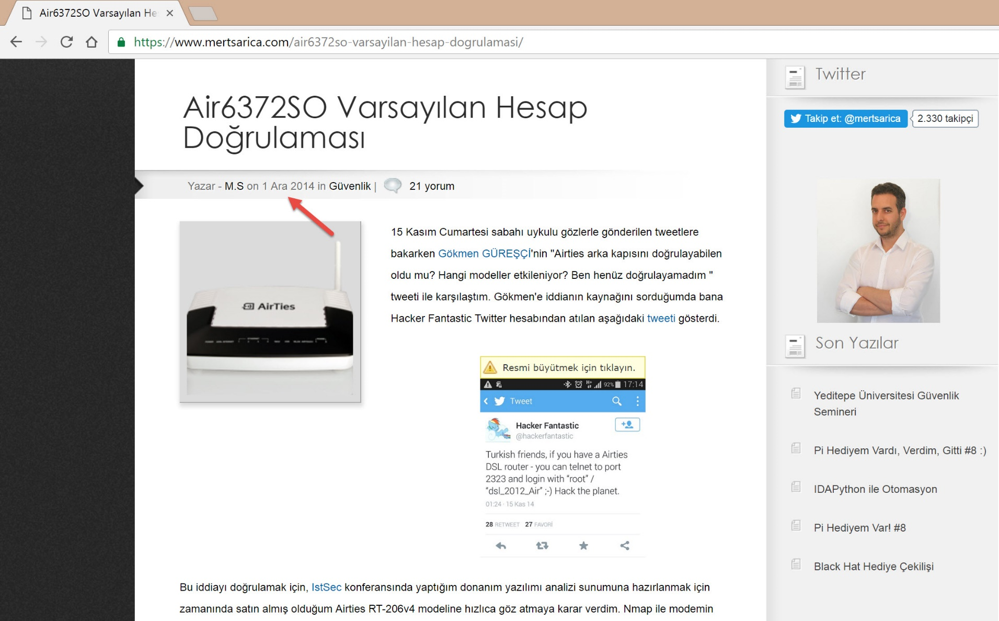 Air6372SO Varsayılan He
https://www.mertsarica.com/air6372so-varsayilan-hesap-dogrulamasi/
Air6372SO Varsayılan Hesap
Doğrulaması
Yazar - M.S on 1 Ara 2014 in Güvenlik | 21 yorum
AirTies
15 Kasım Cumartesi sabahı uykulu gözlerle gönderilen tweetlere
bakarken Gökmen GÜREŞÇİ'nin "Airties arka kapısını doğrulayabilen
oldu mu? Hangi modeller etkileniyor? Ben henüz doğrulayamadım "
tweeti ile karşılaştım. Gökmen'e iddianın kaynağını sorduğumda bana
Hacker Fantastic Twitter hesabından atılan aşağıdaki tweeti gösterdi.
Resmi büyütmek için tıklayın.
92% 17:14
Tweet
Hacker Fantastic
@hackerfantastic
Turkish friends, if you have a Airties
DSL router - you can telnet to port
2323 and login with “root” /
“dsl_2012_Air” ;-) Hack the planet.
01:24 · 15 Kas 14
28 RETWEET 27 FAVORİ
Bu iddiayı doğrulamak için, IstSec konferansında yaptığım donanım yazılımı analizi sunumuna hazırlanmak için
zamanında satın almış olduğum Airties RT-206v4 modeline hızlıca göz atmaya karar verdim. Nmap ile modemin
Twitter
Takip et: @mertsarica 2.330 takipçi
Son Yazılar
Yeditepe Üniversitesi Güvenlik
Semineri
Pi Hediyem Vardı, Verdim, Gitti #8 :)
IDAPython ile Otomasyon
Pi Hediyem Var! #8
Black Hat Hediye Çekilişi